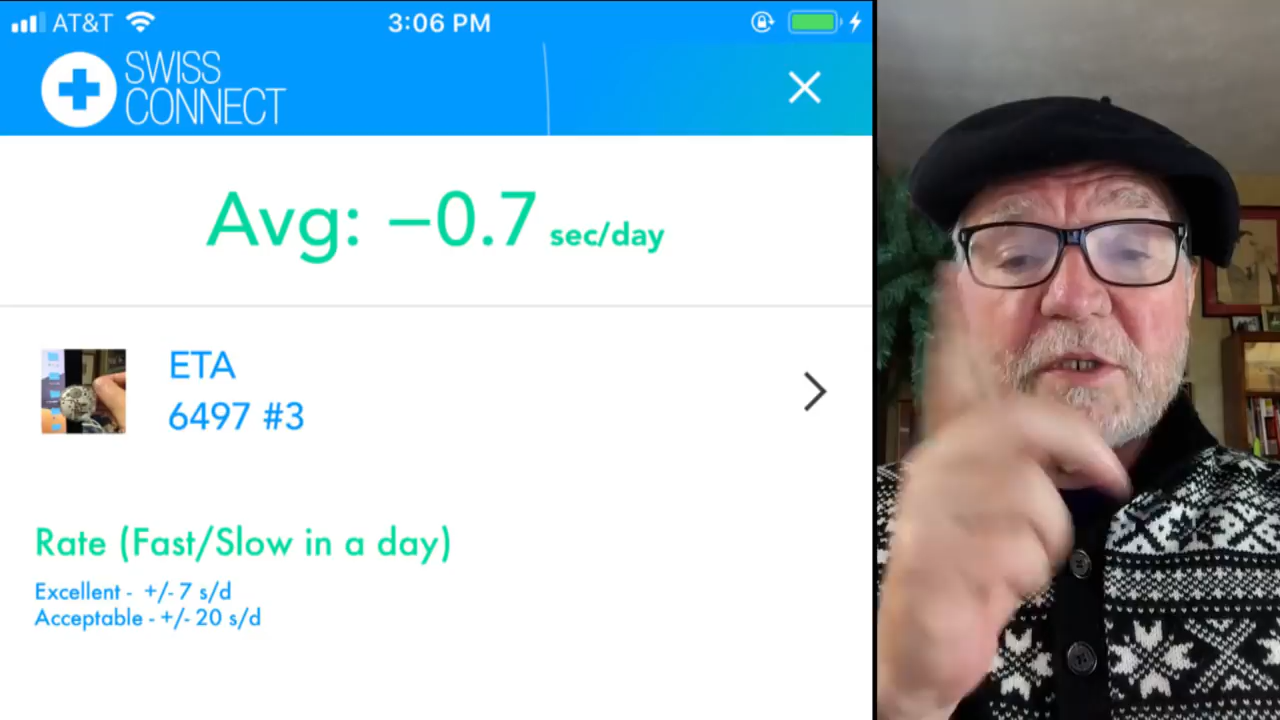 AT&T 3:06 PM
SWISS
CONNECT
Avg: –0.7 sec/day
ETA
6497 #3
Rate (Fast/Slow in a day)
Excellent - +/- 7 s/d
Acceptable - +/- 20 s/d